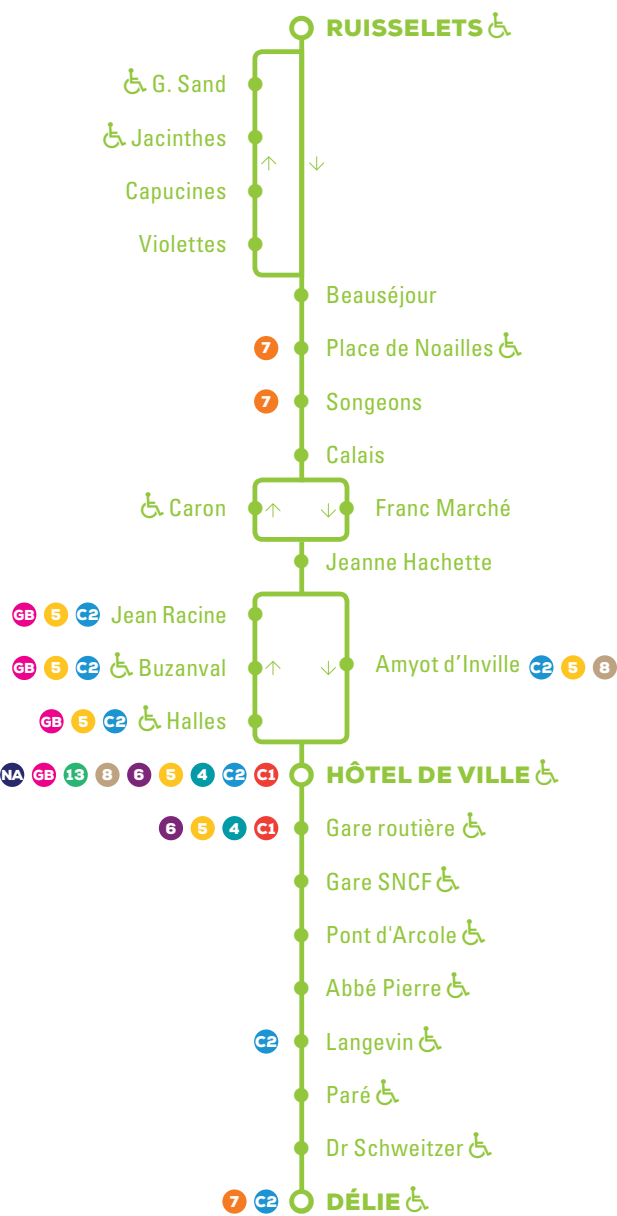 RUISSELETS
G. Sand
Jacinthes
Capucines
Violettes
Beauséjour
7 Place de Noailles
7 Songeons
Calais
Caron Franc Marché
Jeanne Hachette
GB 5 C2 Jean Racine
GB 5 C2 Buzanval Amyot d'Inville C2 5 8
GB 5 C2 Halles
NA GB 13 8 6 5 4 C2 C1 HÔTEL DE VILLE
6 5 4 C1 Gare routière
Gare SNCF
Pont d'Arcole
Abbé Pierre
C2 Langevin
Paré
Dr Schweitzer
7 C2 DÉLIE